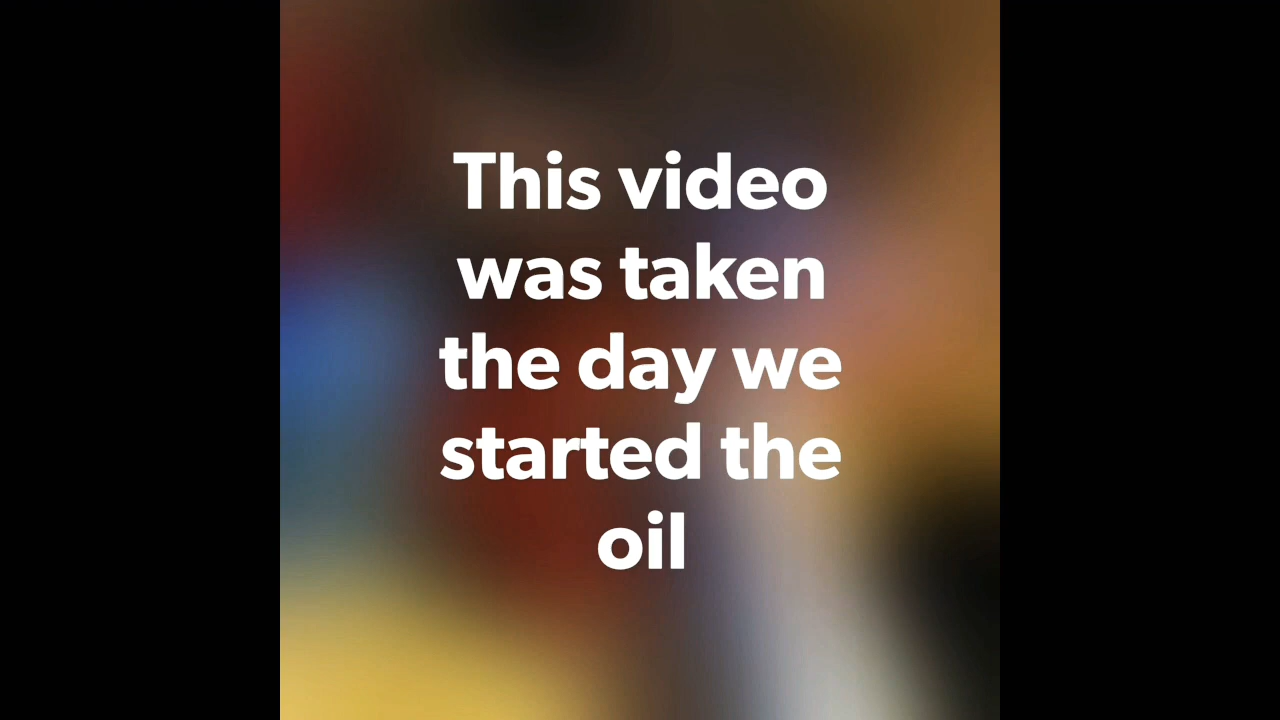 This video
was taken
the day we
started the
oil